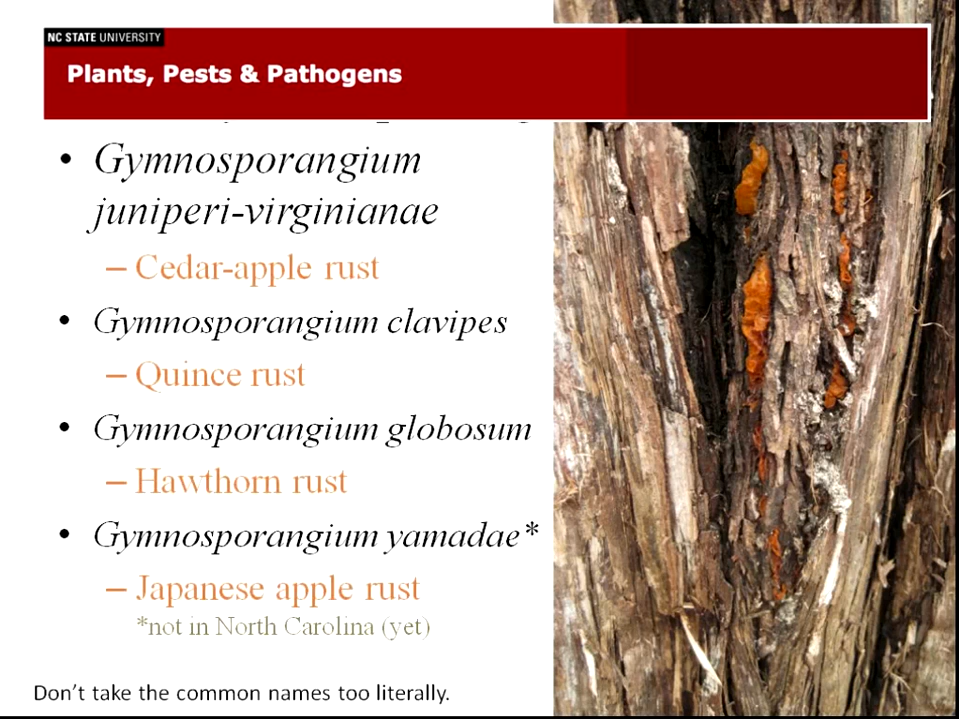 NC STATE UNIVERSITY
Plants, Pests & Pathogens
• Gymnosporangium
juniperi-virginianae
– Cedar-apple rust
• Gymnosporangium clavipes
– Quince rust
• Gymnosporangium globosum
– Hawthorn rust
• Gymnosporangium yamadae*
– Japanese apple rust
*not in North Carolina (yet)
Don't take the common names too literally.